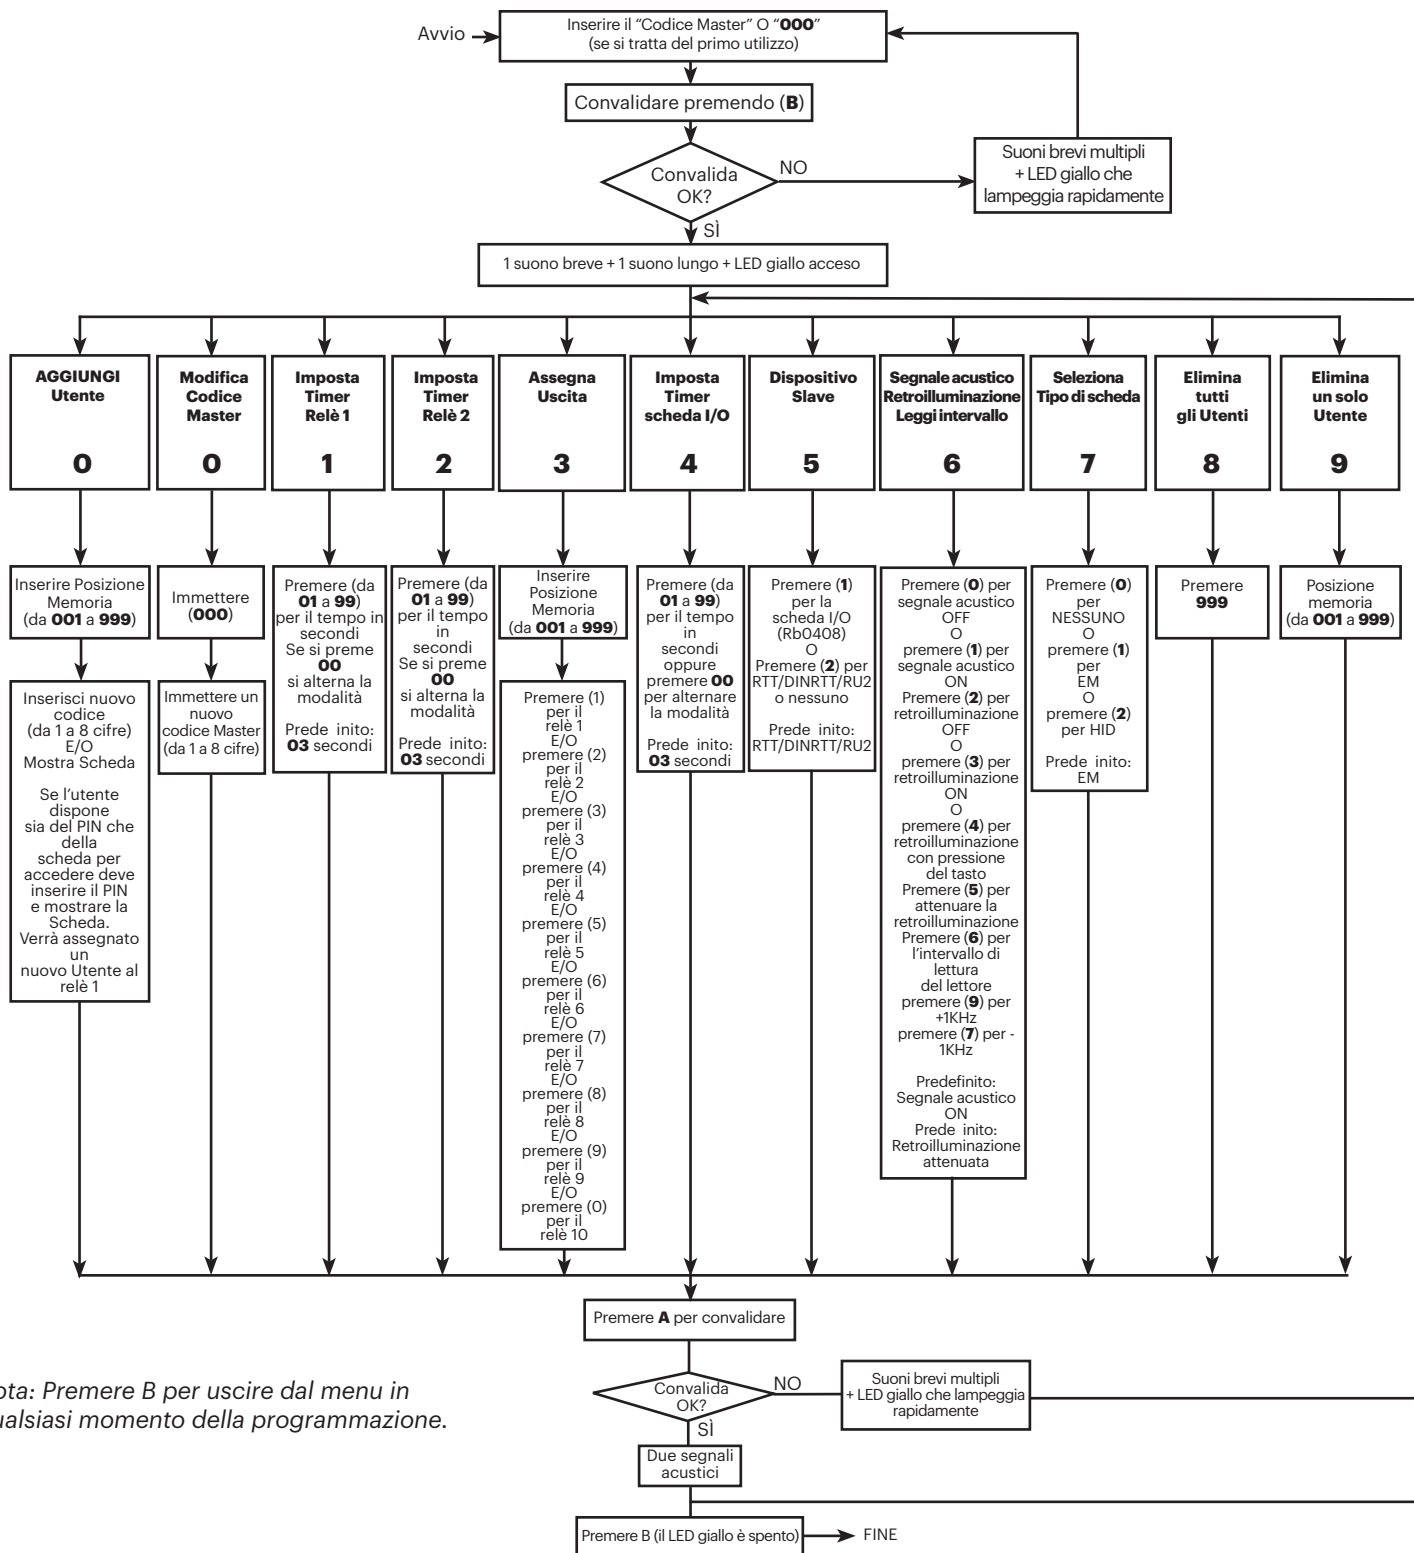 Avvio
Inserire il “Codice Master” O “000”
(se si tratta del primo utilizzo)
Convalidare premendo (B)
Convalida
OK?
NO
Suoni brevi multipli
+ LED giallo che
lampeggia rapidamente
SÌ
1 suono breve + 1 suono lungo + LED giallo acceso
AGGIUNGI
Utente
0
Modifica
Codice
Master
0
Imposta
Timer
Relè 1
1
Imposta
Timer
Relè 2
2
Assegna
Uscita
3
Imposta
Timer
scheda I/O
4
Dispositivo
Slave
5
Segnale acustico
Retroilluminazione
Leggi intervallo
6
Seleziona
Tipo di scheda
7
Elimina
tutti
gli Utenti
8
Elimina
un solo
Utente
9
Inserire Posizione
Memoria
(da 001 a 999)
Inserisci nuovo
codice
(da 1 a 8 cifre)
E/O
Mostra Scheda
Se l’utente
dispone
sia del PIN che
della
scheda per
accedere deve
inserire il PIN
e mostrare la
Scheda.
Verrà assegnato
un
nuovo Utente al
relè 1
Immettere
(000)
Immettere un
nuovo
codice Master
(da 1 a 8 cifre)
Premere (da
01 a 99)
per il tempo in
secondi
Se si preme
00
si alterna la
modalità
Prede inito:
03 secondi
Premere (da
01 a 99)
per il tempo
in
secondi
Se si preme
00
si alterna la
modalità
Prede inito:
03 secondi
Inserire
Posizione
Memoria
(da 001 a 999)
Premere (1)
per il
relè 1
E/O
premere (2)
per il
relè 2
E/O
premere (3)
per il
relè 3
E/O
premere (4)
per il
relè 4
E/O
premere (5)
per il
relè 5
E/O
premere (6)
per il
relè 6
E/O
premere (7)
per il
relè 7
E/O
premere (8)
per il
relè 8
E/O
premere (9)
per il
relè 9
E/O
premere (0)
per il
relè 10
Premere (da
01 a 99)
per il tempo
in
secondi
oppure
premere 00
per alternare
la modalità
Prede inito:
03 secondi
Premere (1)
per la
scheda I/O
(Rb0408)
O
Premere (2) per
RTT/DINRTT/RU2
o nessuno
Prede inito:
RTT/DINRTT/RU2
Premere (0) per
segnale acustico
OFF
O
premere (1) per
segnale acustico
ON
Premere (2) per
retroilluminazione
OFF
O
premere (3) per
retroilluminazione
ON
O
premere (4) per
retroilluminazione
con pressione
del tasto
Premere (5) per
attenuare la
retroilluminazione
Premere (6) per
l’intervallo di
lettura
del lettore
premere (9) per
+1KHz
premere (7) per -
1KHz
Predefinito:
Segnale acustico
ON
Prede inito:
Retroilluminazione
attenuata
Premere (0)
per
NESSUNO
O
premere (1)
per
EM
O
premere (2)
per HID
Prede inito:
EM
Premere
999
Posizione
memoria
(da 001 a 999)
Premere A per convalidare
Convalida
OK?
NO
Suoni brevi multipli
+ LED giallo che lampeggia
rapidamente
SÌ
Due segnali
acustici
Premere B (il LED giallo è spento)
FINE
ota: Premere B per uscire dal menu in
ualsiasi momento della programmazione.